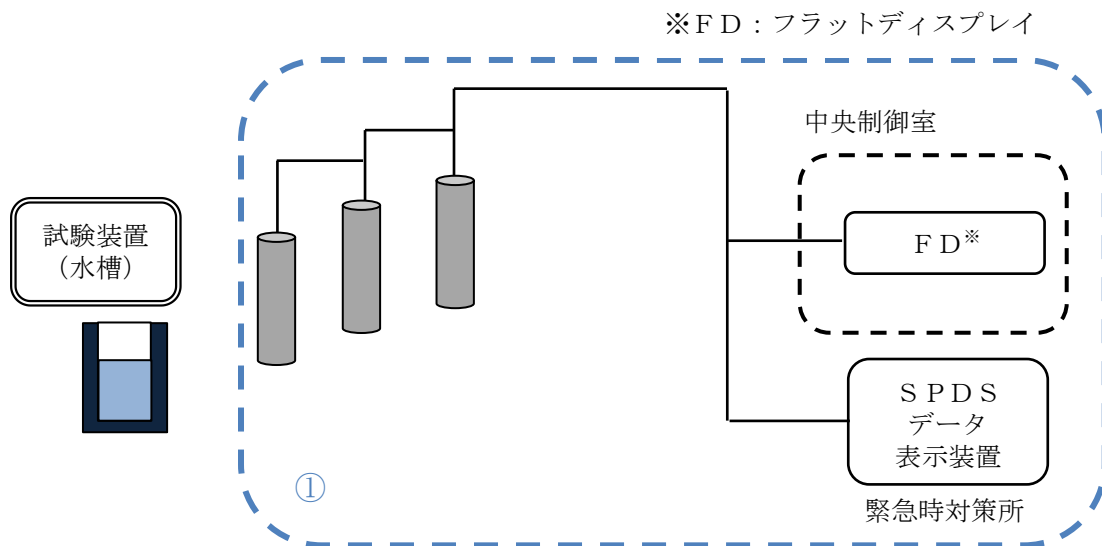 ※ＦＤ：フラットディスプレイ
中央制御室
試験装置
（水槽）
ＦＤ※
ＳＰＤＳ
データ
表示装置
①
緊急時対策所